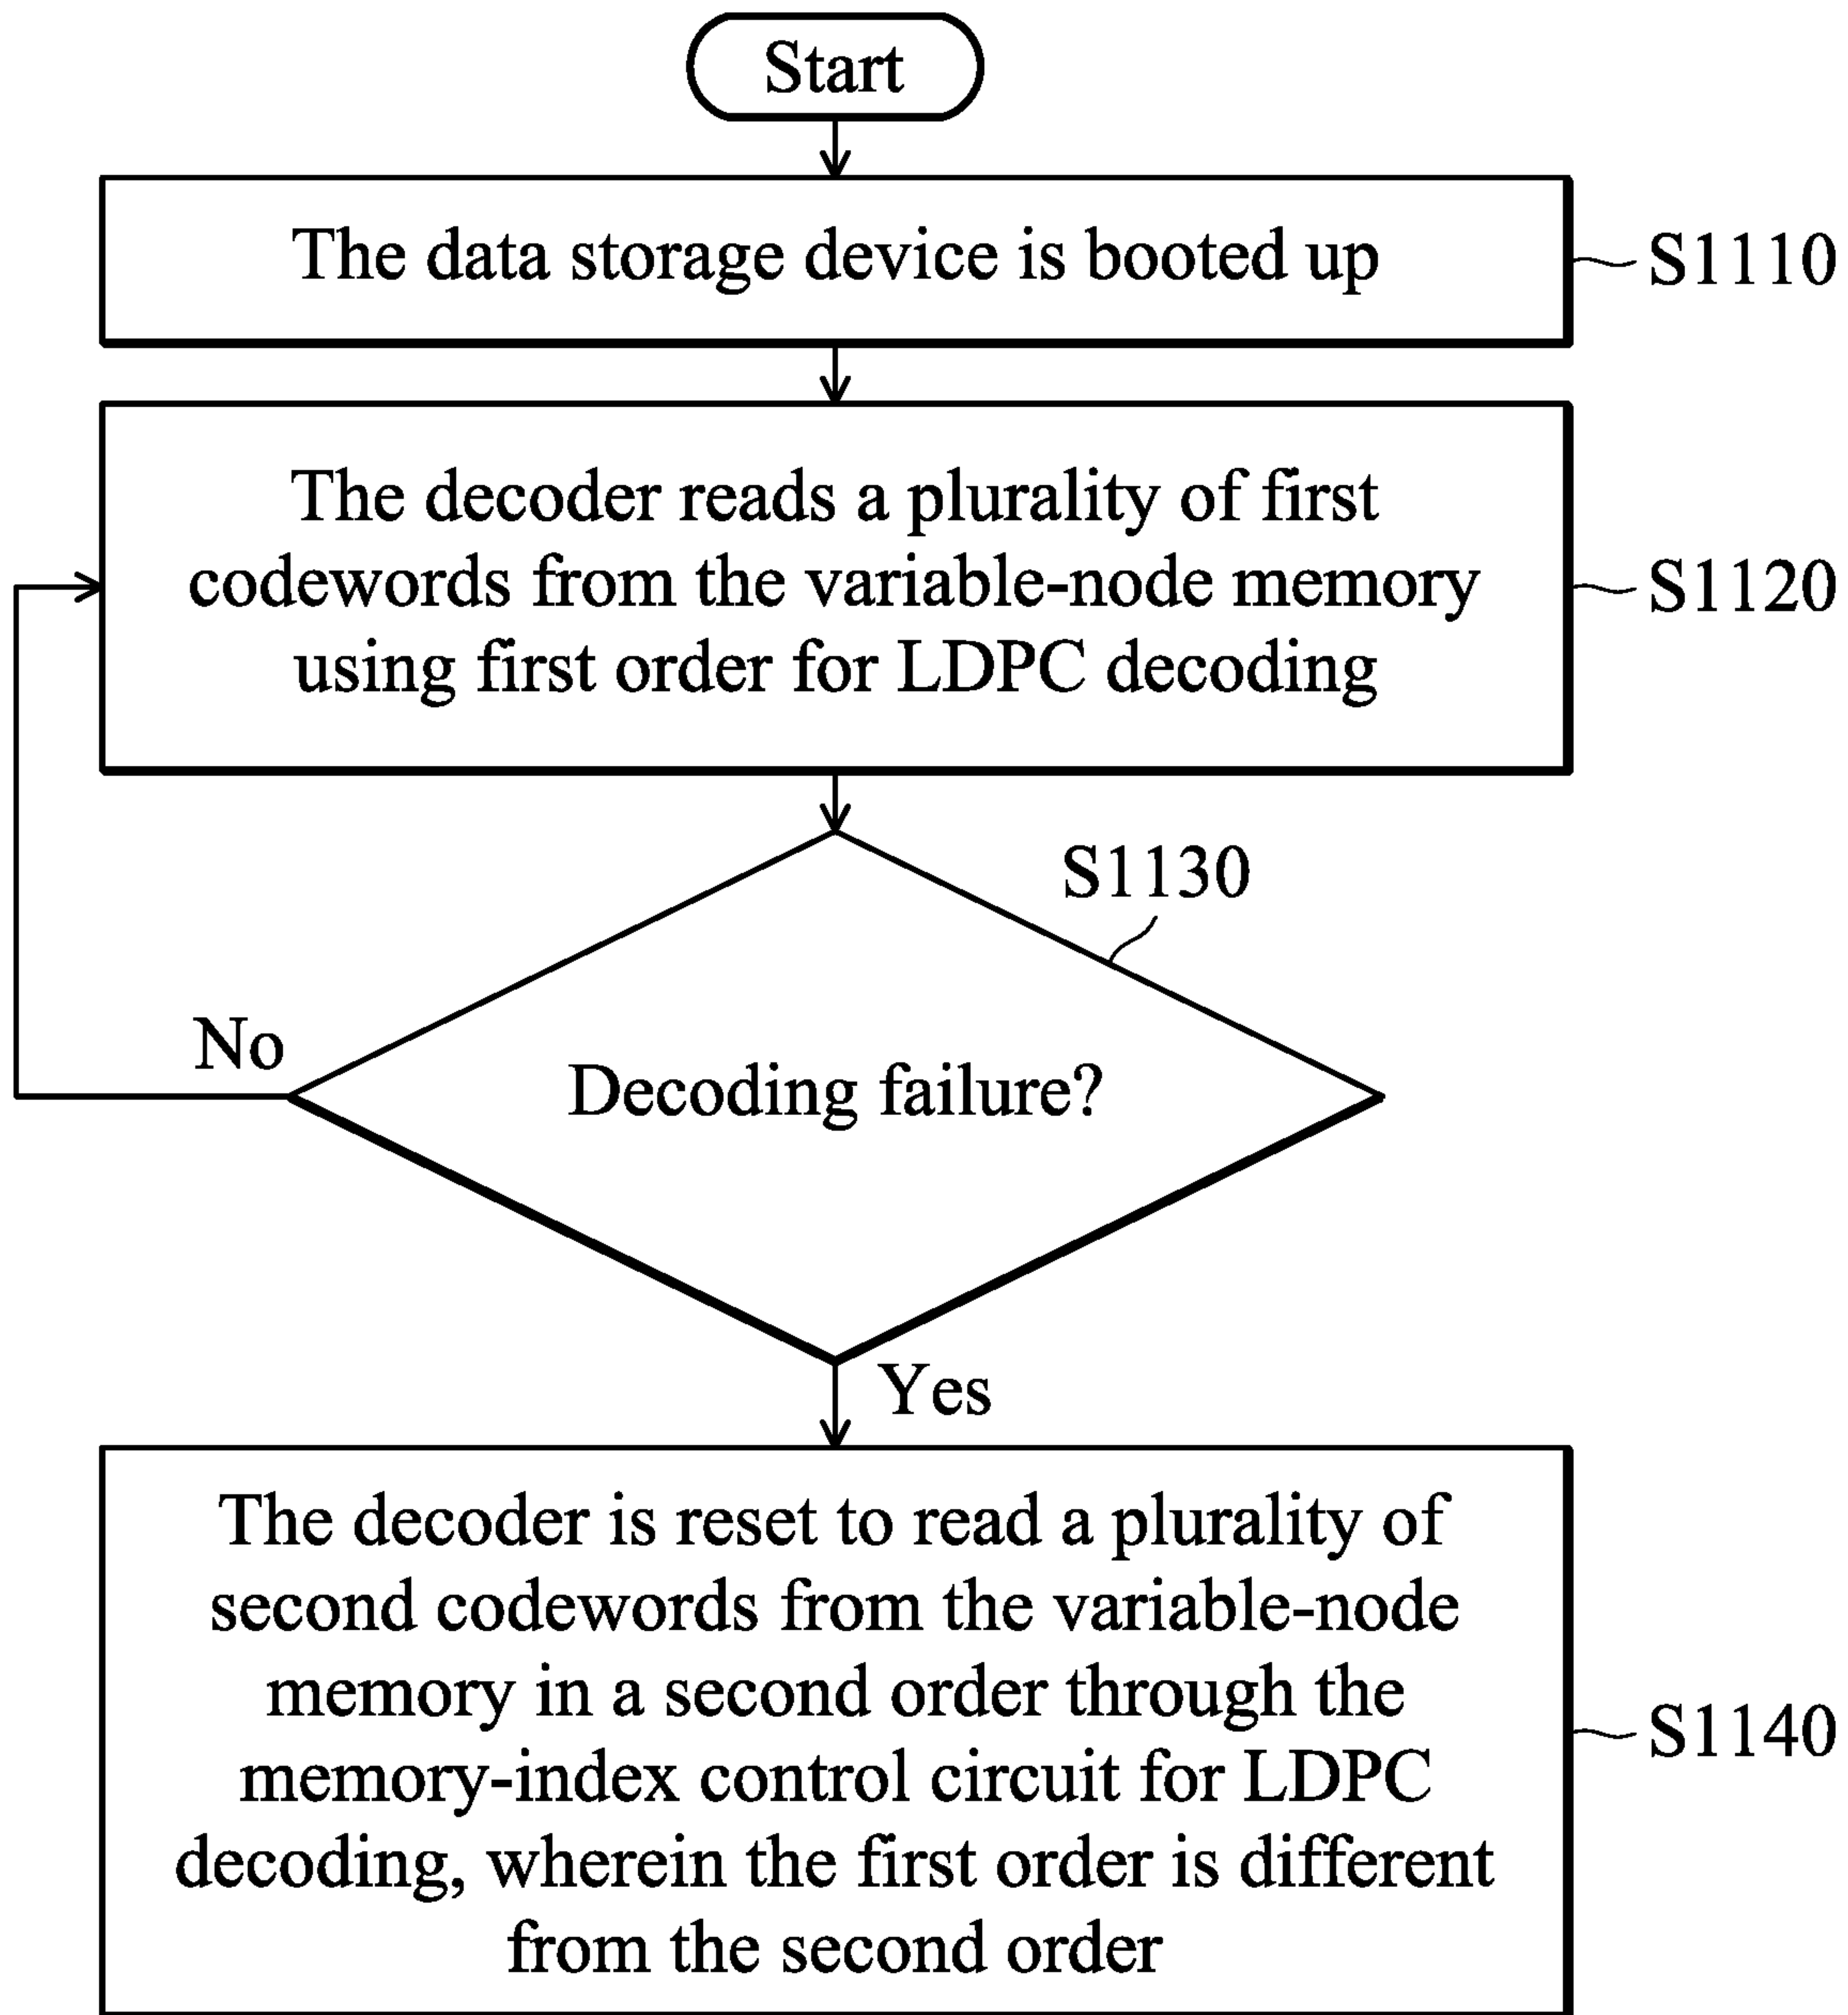 Start
The data storage device is booted up
S1110
The decoder reads a plurality of first
codewords from the variable-node memory
using first order for LDPC decoding
S1120
S1130
Decoding failure?
No
Yes
The decoder is reset to read a plurality of
second codewords from the variable-node
memory in a second order through the
memory-index control circuit for LDPC
decoding, wherein the first order is different
from the second order
S1140